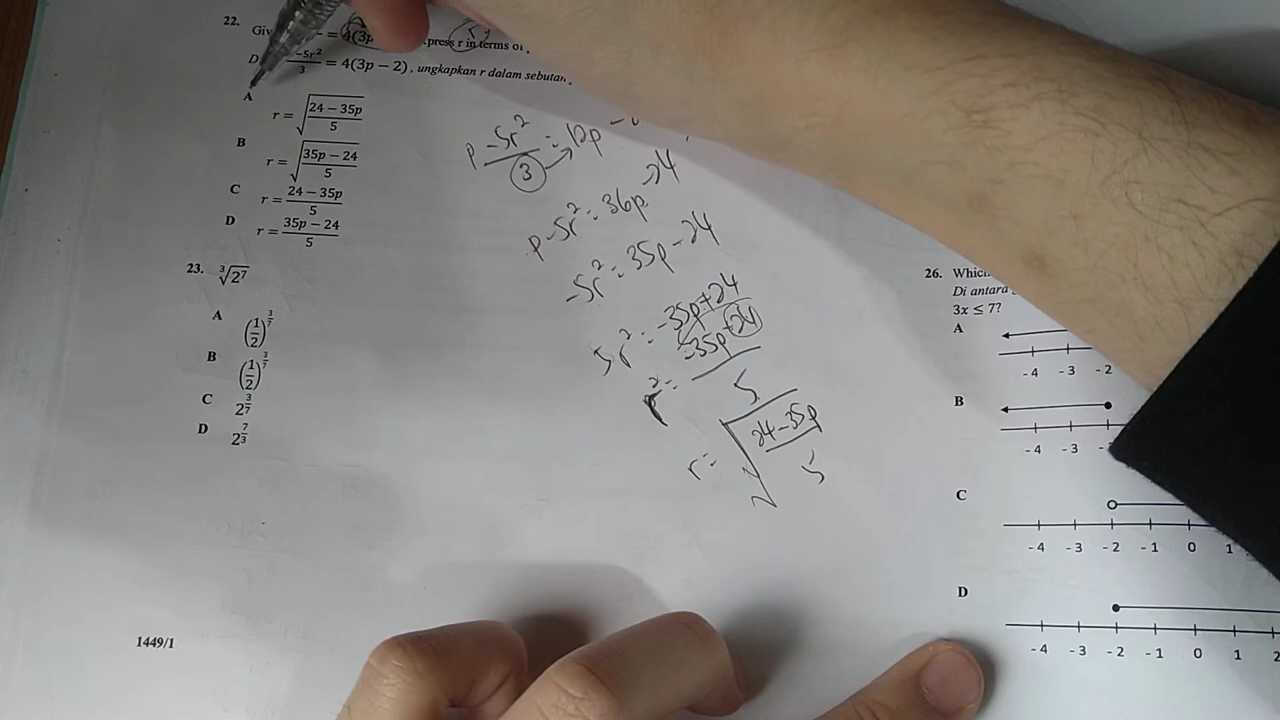 22.
= 4(3p
r in terms of
-5r²/3 = 4(3p − 2), ungkapkan r dalam
A r = √((24 − 35p)/5)
B r = √((35p − 24)/5)
C r = (24 − 35p)/5
D r = (35p − 24)/5
23. ∛2⁷
A (1/2)^(3/7)
B (1/2)^(3/7)
C 2^(3/7)
D 2^(7/3)
1449/1
(p − 5r²)/3 = 12p −
p − 5r² = 36p − 24
−5r² = 35p − 24
5r² = −35p + 24
r² = (−35p + 24)/5
r = √((24 − 35p)/5)
26.
Di antara
3x ≤ 7?
A
-4 -3 -2
B
-4 -3
C
-4 -3 -2 -1 0 1
D
-4 -3 -2 -1 0 1 2